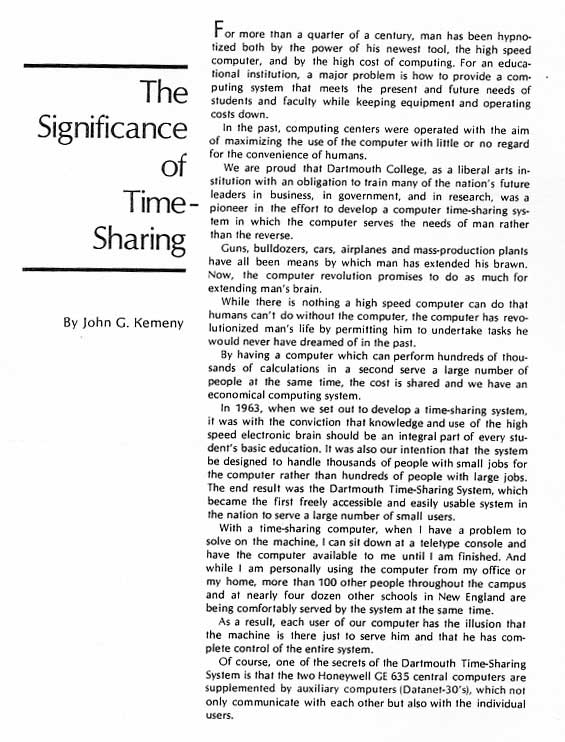 The
Significance
of
Time-
Sharing
By John G. Kemeny
For more than a quarter of a century, man has been hypno-
tized both by the power of his newest tool, the high speed
computer, and by the high cost of computing. For an educa-
tional institution, a major problem is how to provide a com-
puting system that meets the present and future needs of
students and faculty while keeping equipment and operating
costs down.
In the past, computing centers were operated with the aim
of maximizing the use of the computer with little or no regard
for the convenience of humans.
We are proud that Dartmouth College, as a liberal arts in-
stitution with an obligation to train many of the nation's future
leaders in business, in government, and in research, was a
pioneer in the effort to develop a computer time-sharing sys-
tem in which the computer serves the needs of man rather
than the reverse.
Guns, bulldozers, cars, airplanes and mass-production plants
have all been means by which man has extended his brawn.
Now, the computer revolution promises to do as much for
extending man's brain.
While there is nothing a high speed computer can do that
humans can't do without the computer, the computer has revo-
lutionized man's life by permitting him to undertake tasks he
would never have dreamed of in the past.
By having a computer which can perform hundreds of thou-
sands of calculations in a second serve a large number of
people at the same time, the cost is shared and we have an
economical computing system.
In 1963, when we set out to develop a time-sharing system,
it was with the conviction that knowledge and use of the high
speed electronic brain should be an integral part of every stu-
dent's basic education. It was also our intention that the system
be designed to handle thousands of people with small jobs for
the computer rather than hundreds of people with large jobs.
The end result was the Dartmouth Time-Sharing System, which
became the first freely accessible and easily usable system in
the nation to serve a large number of small users.
With a time-sharing computer, when I have a problem to
solve on the machine, I can sit down at a teletype console and
have the computer available to me until I am finished. And
while I am personally using the computer from my office or
my home, more than 100 other people throughout the campus
and at nearly four dozen other schools in New England are
being comfortably served by the system at the same time.
As a result, each user of our computer has the illusion that
the machine is there just to serve him and that he has com-
plete control of the entire system.
Of course, one of the secrets of the Dartmouth Time-Sharing
System is that the two Honeywell GE 635 central computers are
supplemented by auxiliary computers (Datanet-30's), which not
only communicate with each other but also with the individual
users.